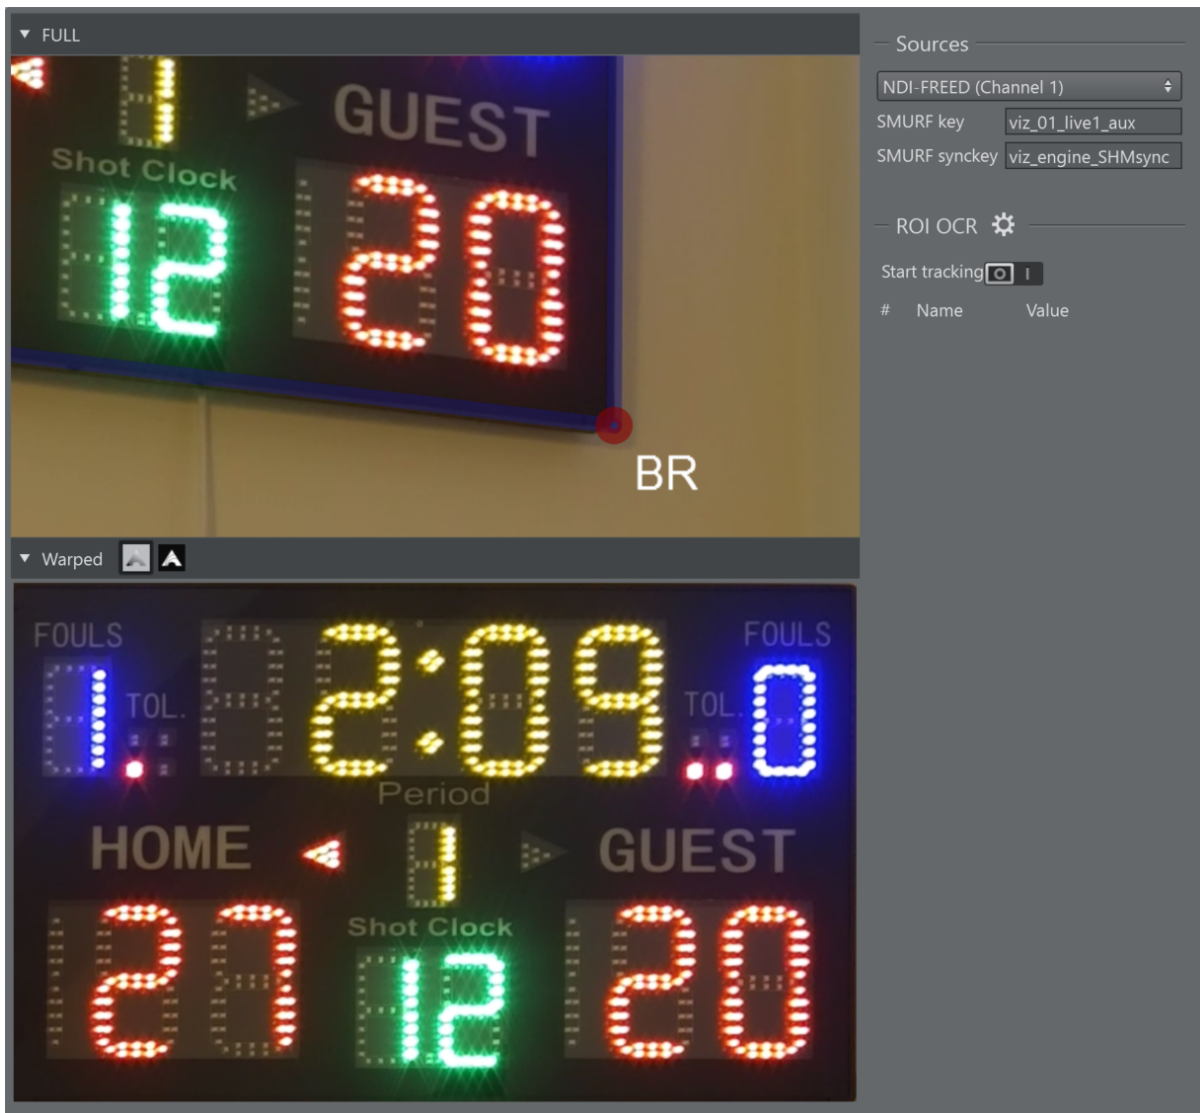 FULL
1
GUEST
Shot Clock
12
20
BR
Warped
FOULS
2:09
FOULS
1
TOL.
TOL.
0
Period
HOME
1
GUEST
Shot Clock
27
12
20
Sources
NDI-FREED (Channel 1)
SMURF key viz_01_live1_aux
SMURF synckey viz_engine_SHMsync
ROI OCR
Start tracking O I
# Name Value